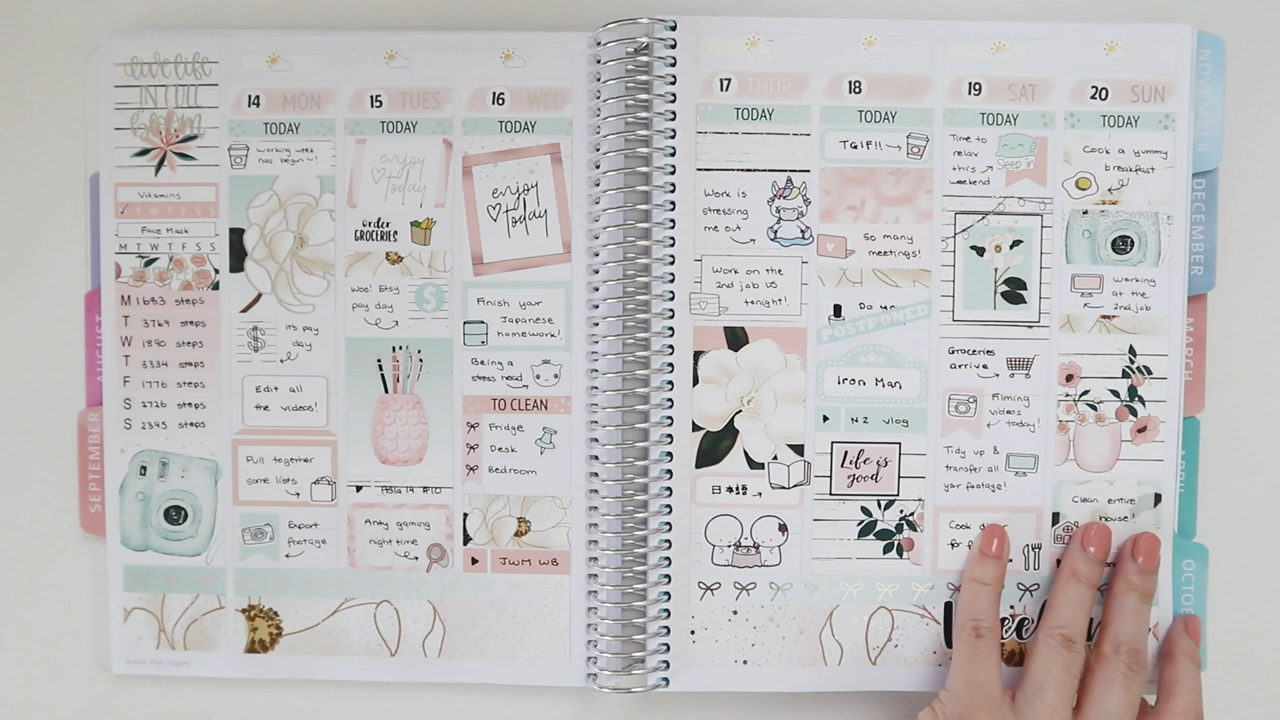 live life
IN FULL
bloom
Vitamins
T W T F S S
Face Mask
M T W T F S S
M 1683 steps
T 3769 steps
W 1890 steps
T 3334 steps
F 1776 steps
S 2726 steps
S 2395 steps
14 MON
TODAY
Working week
has begun ~!
$
It's pay
day
Edit all
the videos!
Pull together
some lists
Export
footage
15 TUES
TODAY
enjoy
today
ORDER
GROCERIES
Woo! Etsy
pay day
$
Anty gaming
night time
16 WED
TODAY
enjoy
today
Finish your
Japanese
homework!
Being a
stress head
TO CLEAN
Fridge
Desk
Bedroom
JWM WB
17 THUR
TODAY
Work is
stressing
me out
Work on the
2nd job US
tonight!
日本語
18
TODAY
TGIF!!
So many
meetings!
Do
POSTPONED
Iron Man
NZ vlog
Life is
good
19 SAT
TODAY
Time to
relax
this
weekend
Sleep in
Groceries
arrive
Filming
videos
today!
Tidy up &
transfer all
your footage!
Cook
20 SUN
TODAY
Cook a yummy
breakfast
Working
at the
2nd job
Clean entire
house!
AUGUST
SEPTEMBER
NOVEMBER
DECEMBER
MARCH
APRIL